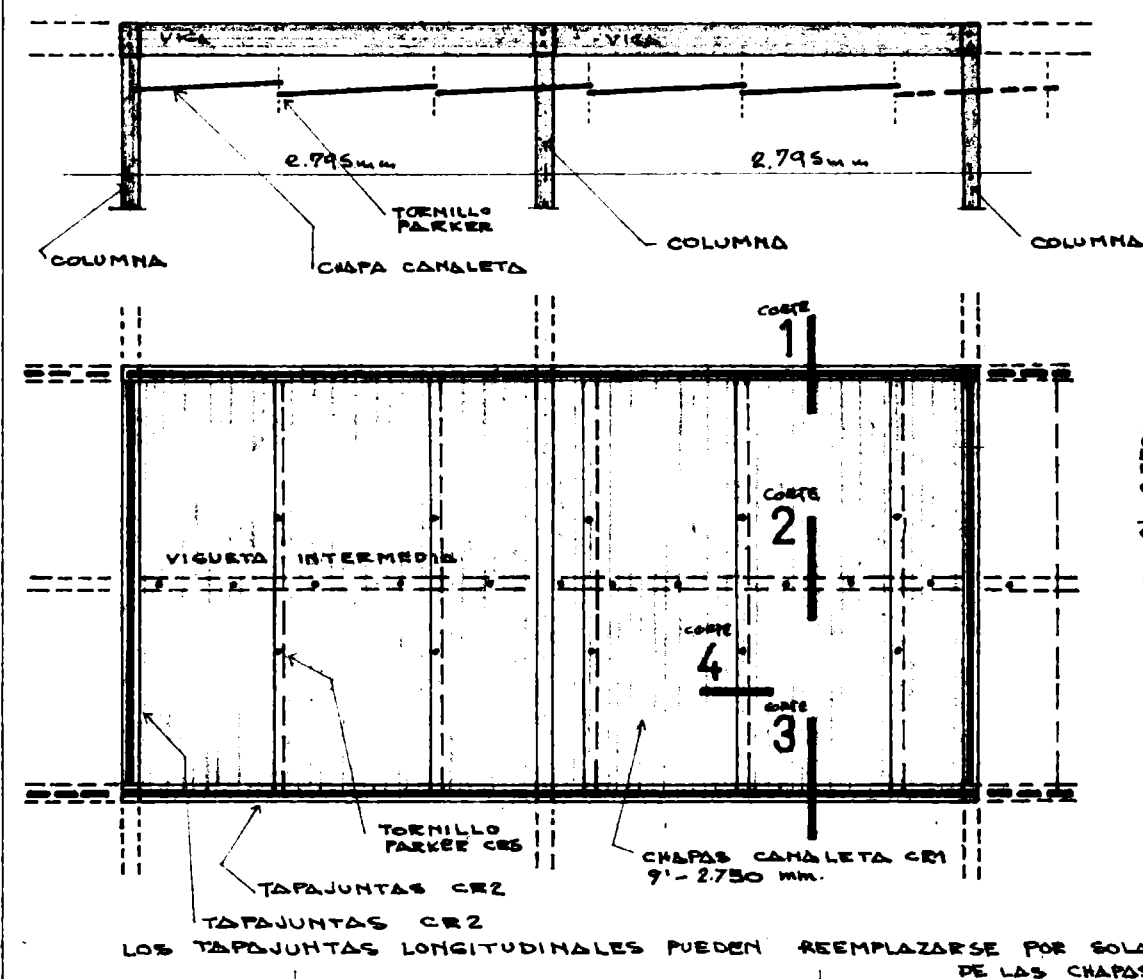 VIGA
VIGA
2.795mm
2.795mm
TORNILLO
PARKER
COLUMNA
COLUMNA
COLUMNA
CHAPA CANALETA
CORTE
1
CORTE
2
VIGUETA INTERMEDIA
CORTE
4
CORTE
3
TORNILLO
PARKER CR5
CHAPAS CANALETA CR1
9'- 2.750 mm.
TAPAJUNTAS CR2
TAPAJUNTAS CR2
LOS TAPAJUNTAS LONGITUDINALES PUEDEN REEMPLAZARSE POR SOLA
DE LAS CHAPAS